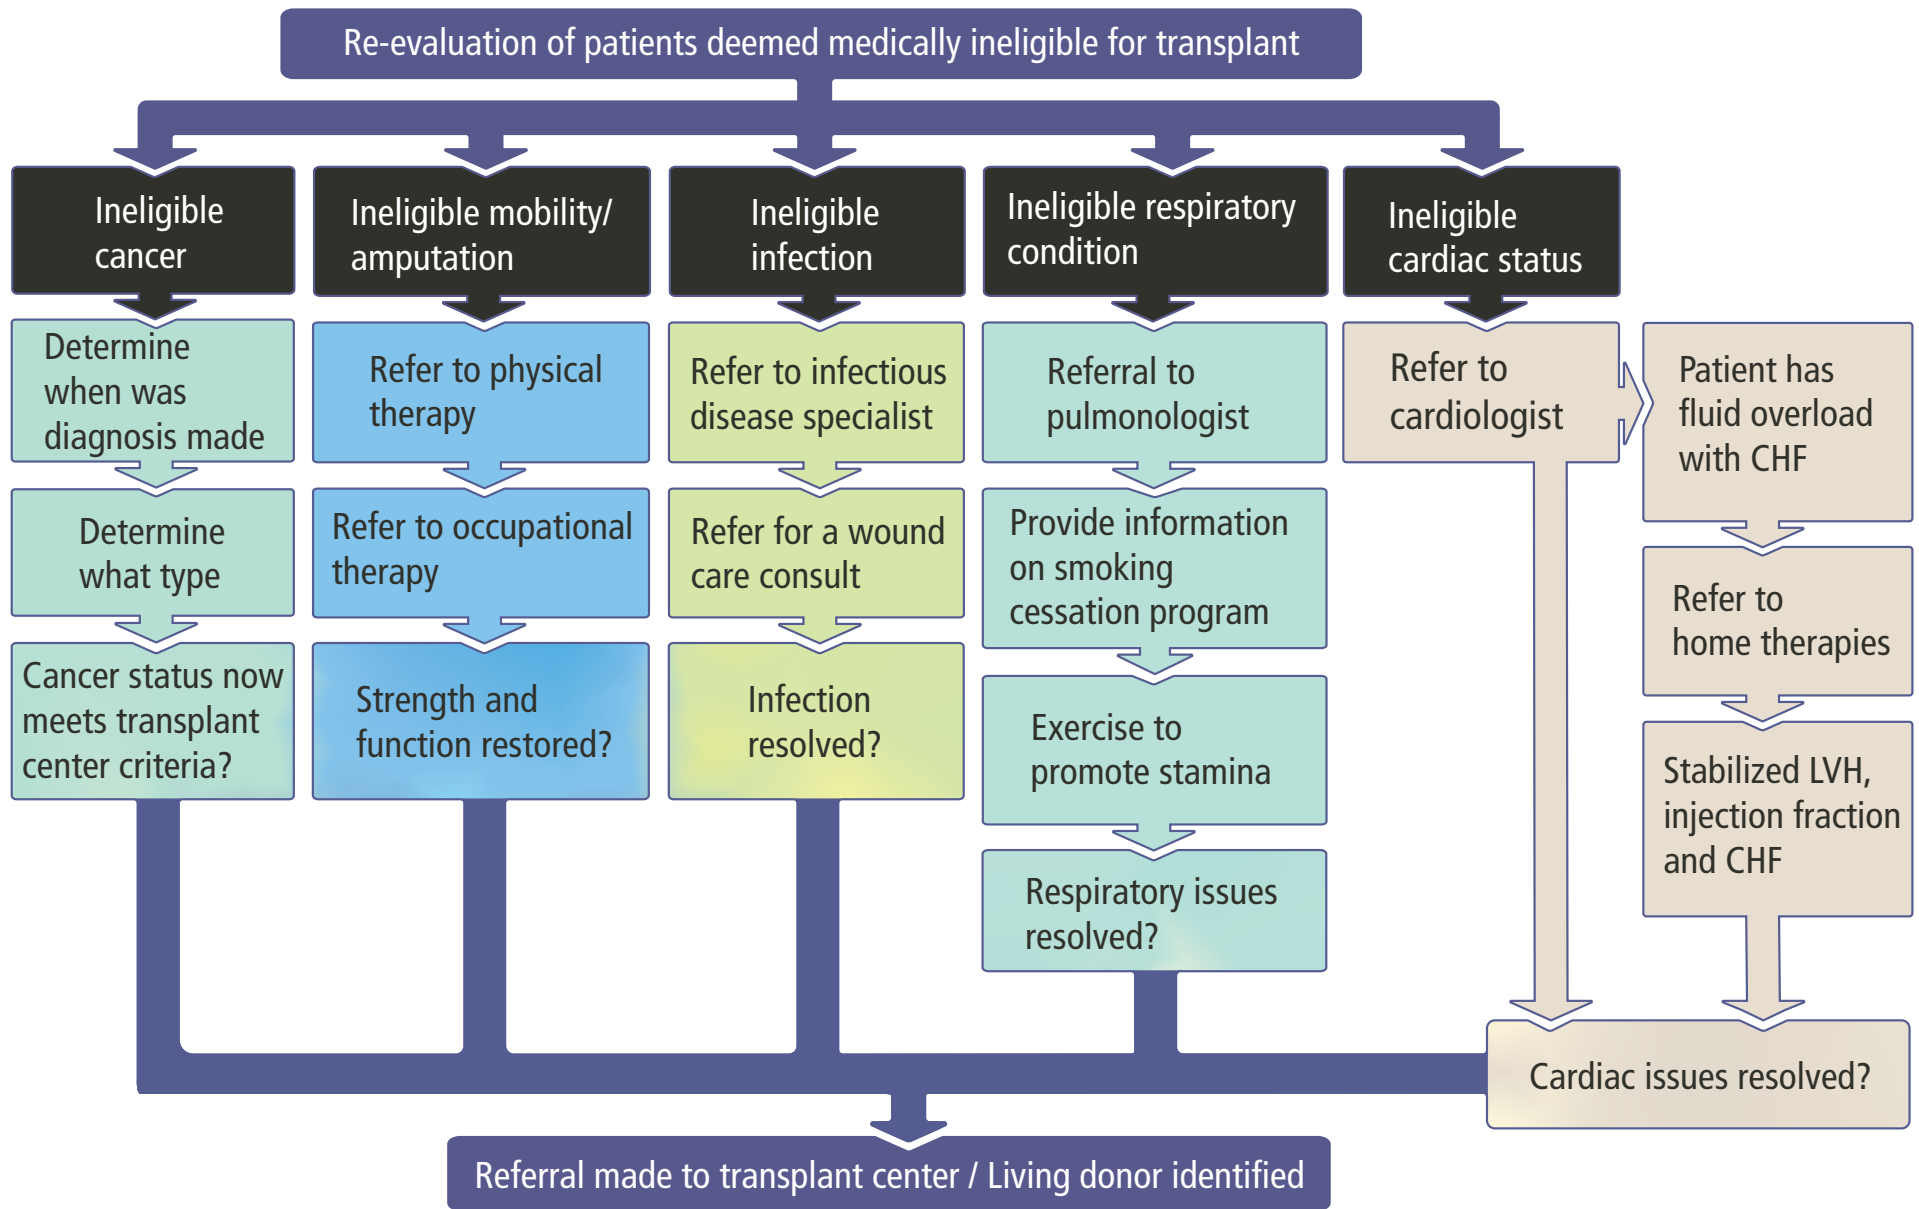 Re-evaluation of patients deemed medically ineligible for transplant
Ineligible
cancer
Determine
when was
diagnosis made
Determine
what type
Cancer status now
meets transplant
center criteria?
Ineligible mobility/
amputation
Refer to physical
therapy
Refer to occupational
therapy
Strength and
function restored?
Ineligible
infection
Refer to infectious
disease specialist
Refer for a wound
care consult
Infection
resolved?
Ineligible respiratory
condition
Referral to
pulmonologist
Provide information
on smoking
cessation program
Exercise to
promote stamina
Respiratory issues
resolved?
Ineligible
cardiac status
Refer to
cardiologist
Patient has
fluid overload
with CHF
Refer to
home therapies
Stabilized LVH,
injection fraction
and CHF
Cardiac issues resolved?
Referral made to transplant center / Living donor identified